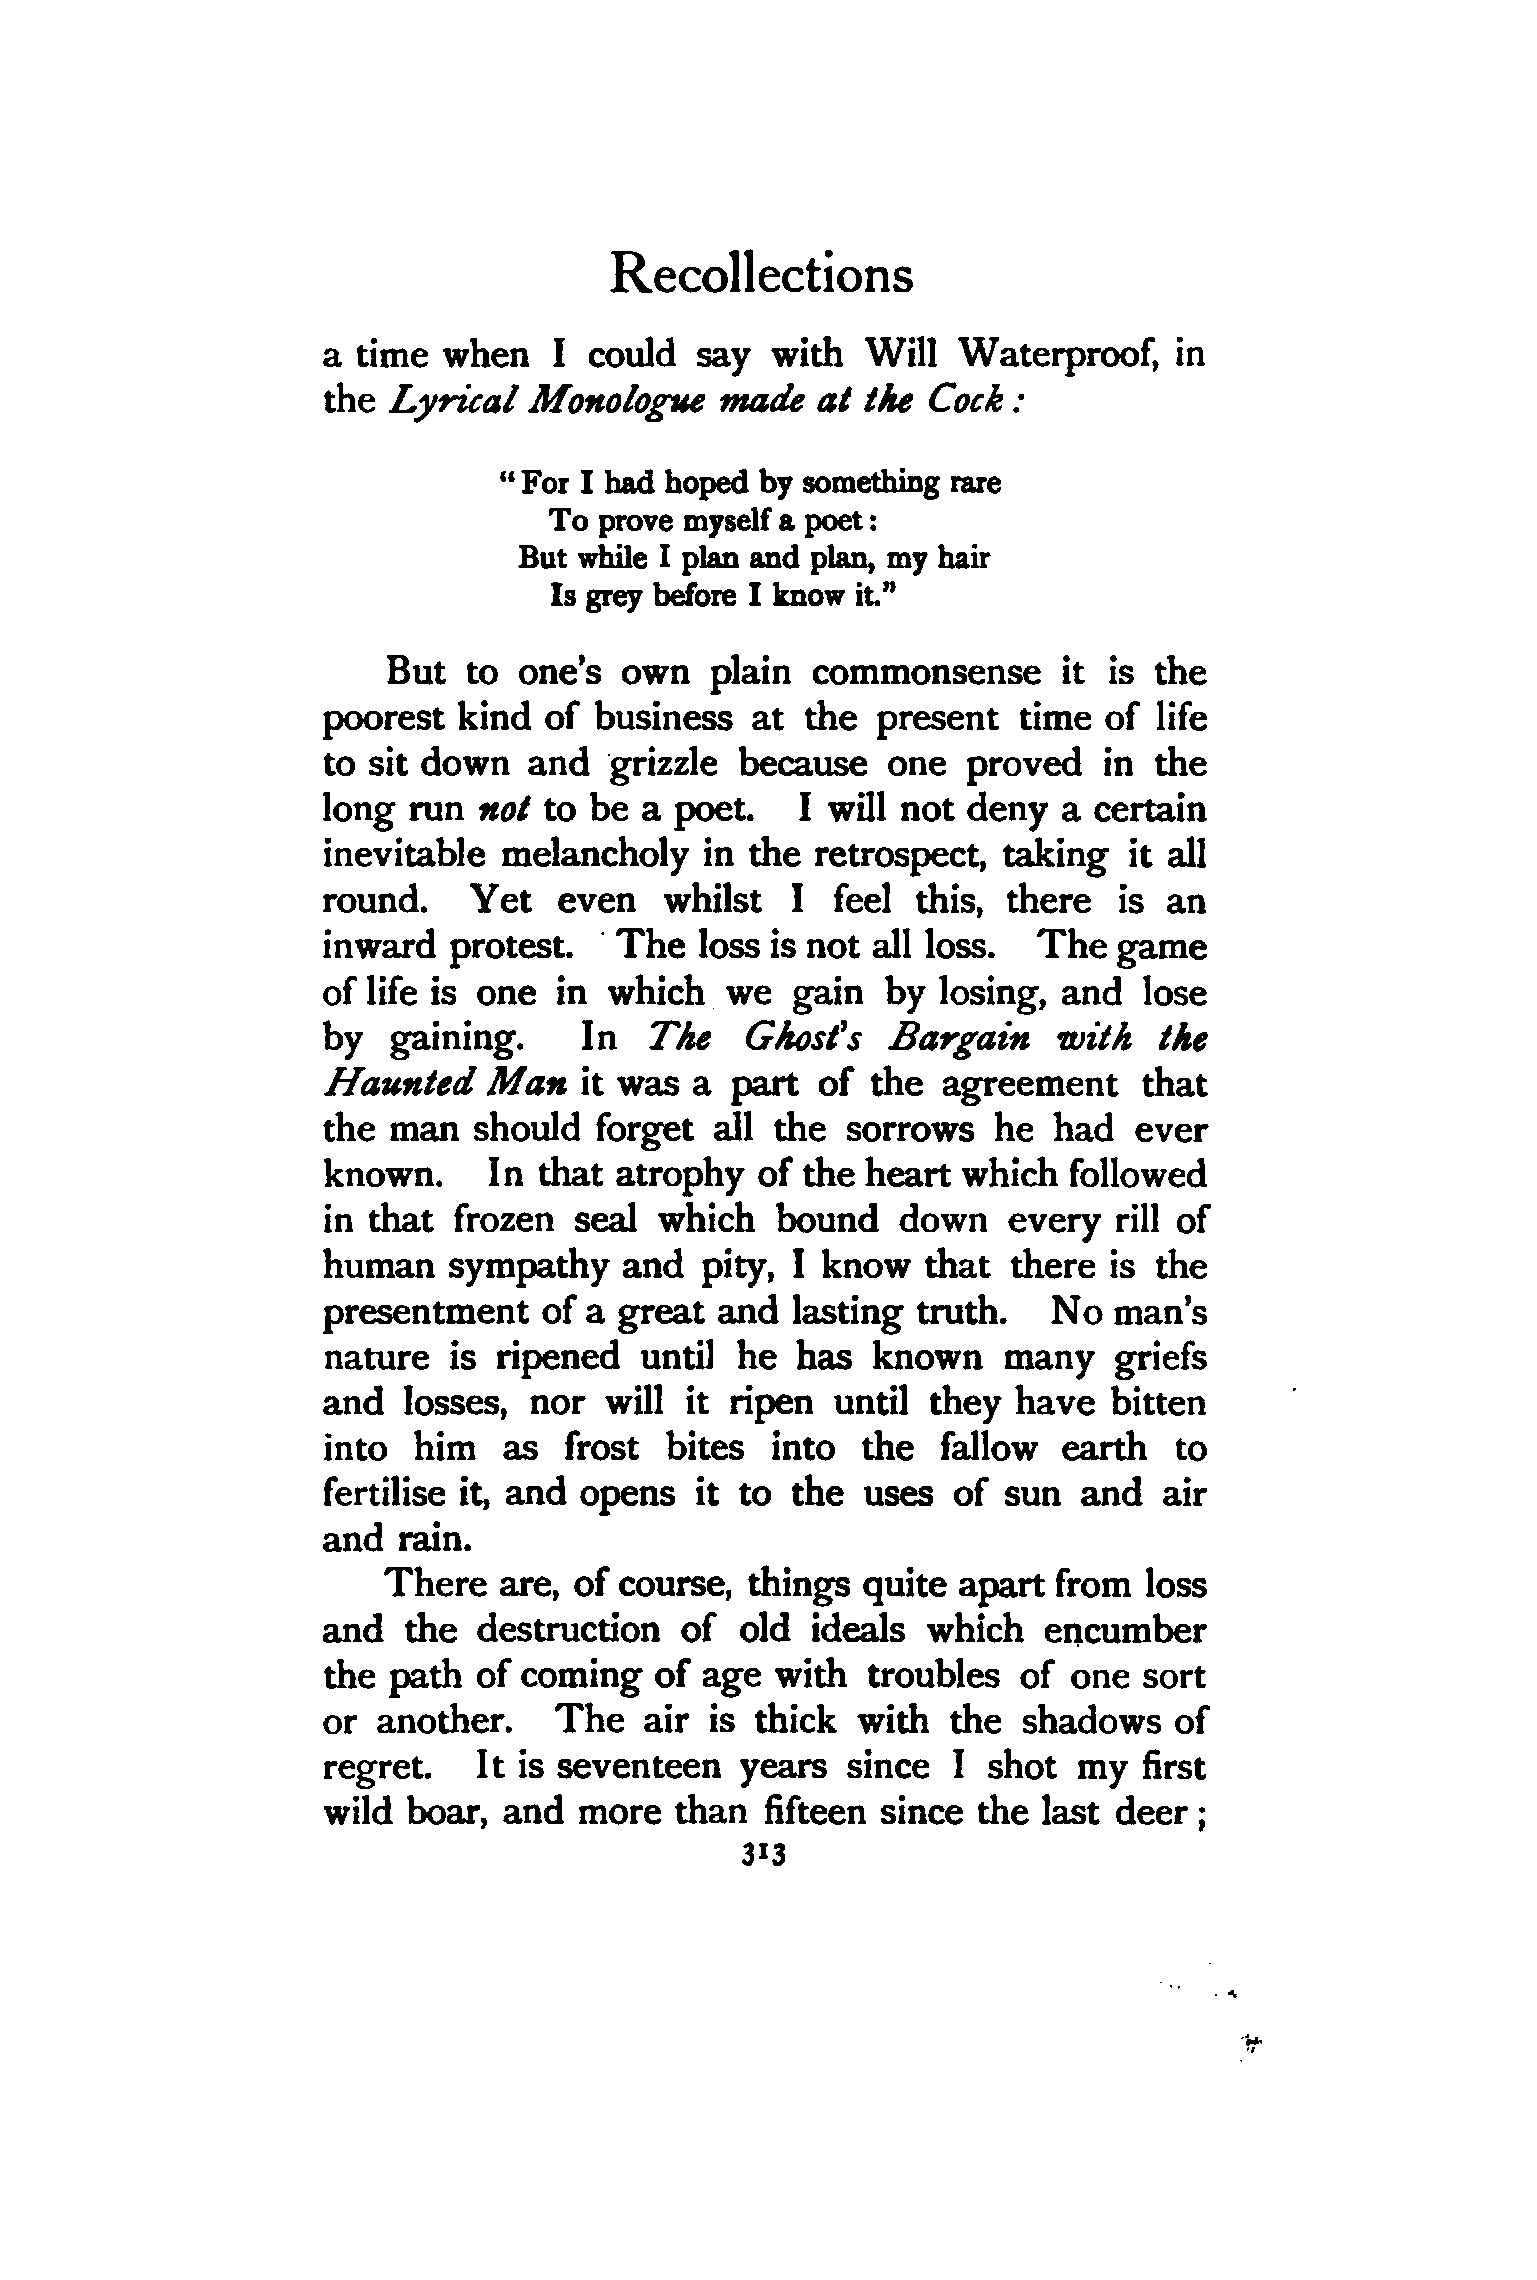 Recollections
a time when I could say with Will Waterproof, in
the Lyrical Monologue made at the Cock :
“For I had hoped by something rare
To prove myself a poet :
But while I plan and plan, my hair
Is grey before I know it.”
But to one's own plain commonsense it is the
poorest kind of business at the present time of life
to sit down and grizzle because one proved in the
long run not to be a poet. I will not deny a certain
inevitable melancholy in the retrospect, taking it all
round. Yet even whilst I feel this, there is an
inward protest. The loss is not all loss. The game
of life is one in which we gain by losing, and lose
by gaining. In The Ghost's Bargain with the
Haunted Man it was a part of the agreement that
the man should forget all the sorrows he had ever
known. In that atrophy of the heart which followed
in that frozen seal which bound down every rill of
human sympathy and pity, I know that there is the
presentment of a great and lasting truth. No man's
nature is ripened until he has known many griefs
and losses, nor will it ripen until they have bitten
into him as frost bites into the fallow earth to
fertilise it, and opens it to the uses of sun and air
and rain.
There are, of course, things quite apart from loss
and the destruction of old ideals which encumber
the path of coming of age with troubles of one sort
or another. The air is thick with the shadows of
regret. It is seventeen years since I shot my first
wild boar, and more than fifteen since the last deer ;
313